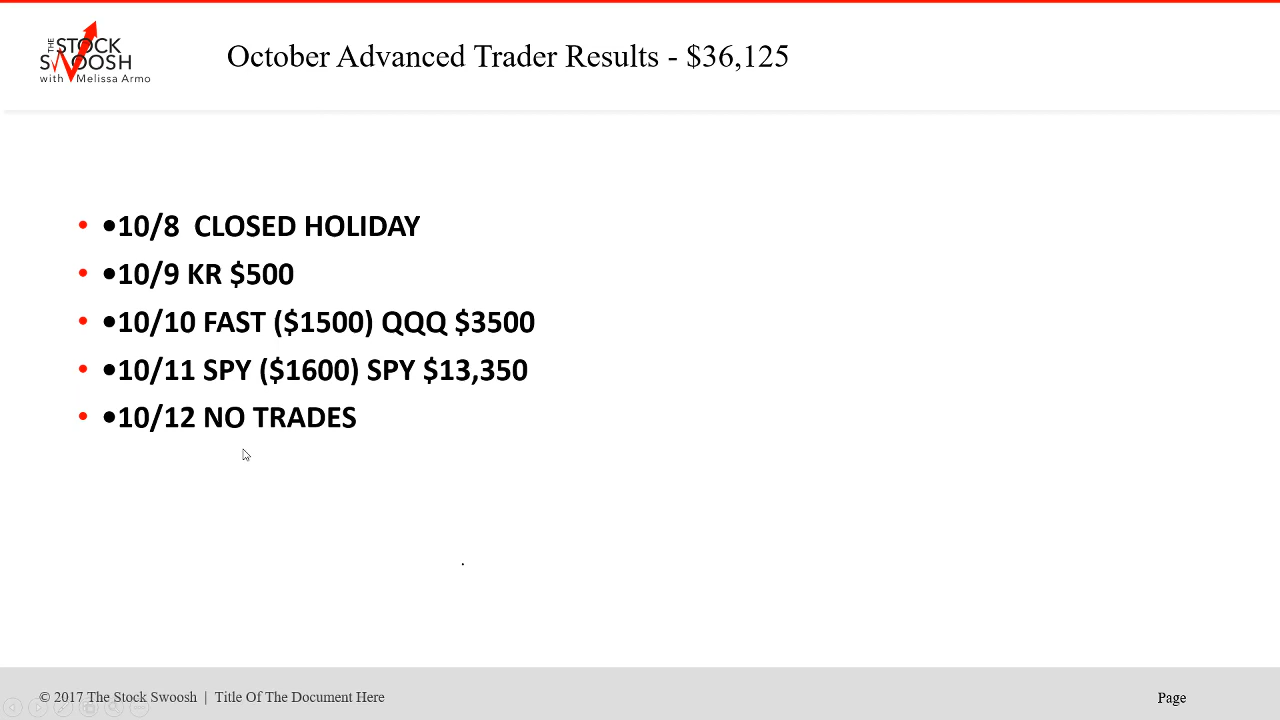 THE STOCK
SWOOSH
with Melissa Armo
October Advanced Trader Results - $36,125
• •10/8  CLOSED HOLIDAY
• •10/9 KR $500
• •10/10 FAST ($1500) QQQ $3500
• •10/11 SPY ($1600) SPY $13,350
• •10/12 NO TRADES
.
© 2017 The Stock Swoosh | Title Of The Document Here
Page